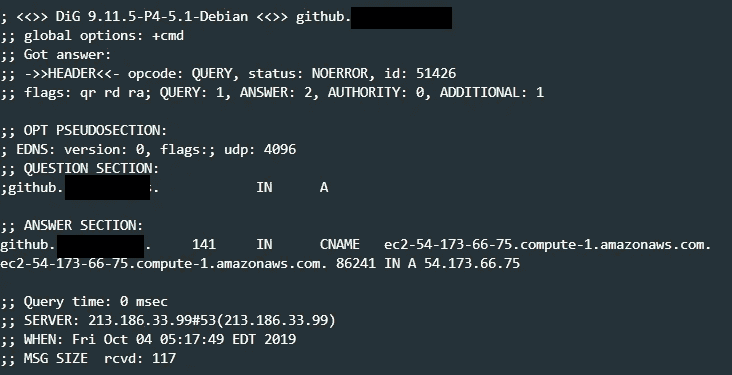 ; <<>> DiG 9.11.5-P4-5.1-Debian <<>> github.
;; global options: +cmd
;; Got answer:
;; ->>HEADER<<- opcode: QUERY, status: NOERROR, id: 51426
;; flags: qr rd ra; QUERY: 1, ANSWER: 2, AUTHORITY: 0, ADDITIONAL: 1
;; OPT PSEUDOSECTION:
; EDNS: version: 0, flags:; udp: 4096
;; QUESTION SECTION:
;github. . IN A
;; ANSWER SECTION:
github. . 141 IN CNAME ec2-54-173-66-75.compute-1.amazonaws.com.
ec2-54-173-66-75.compute-1.amazonaws.com. 86241 IN A 54.173.66.75
;; Query time: 0 msec
;; SERVER: 213.186.33.99#53(213.186.33.99)
;; WHEN: Fri Oct 04 05:17:49 EDT 2019
;; MSG SIZE rcvd: 117